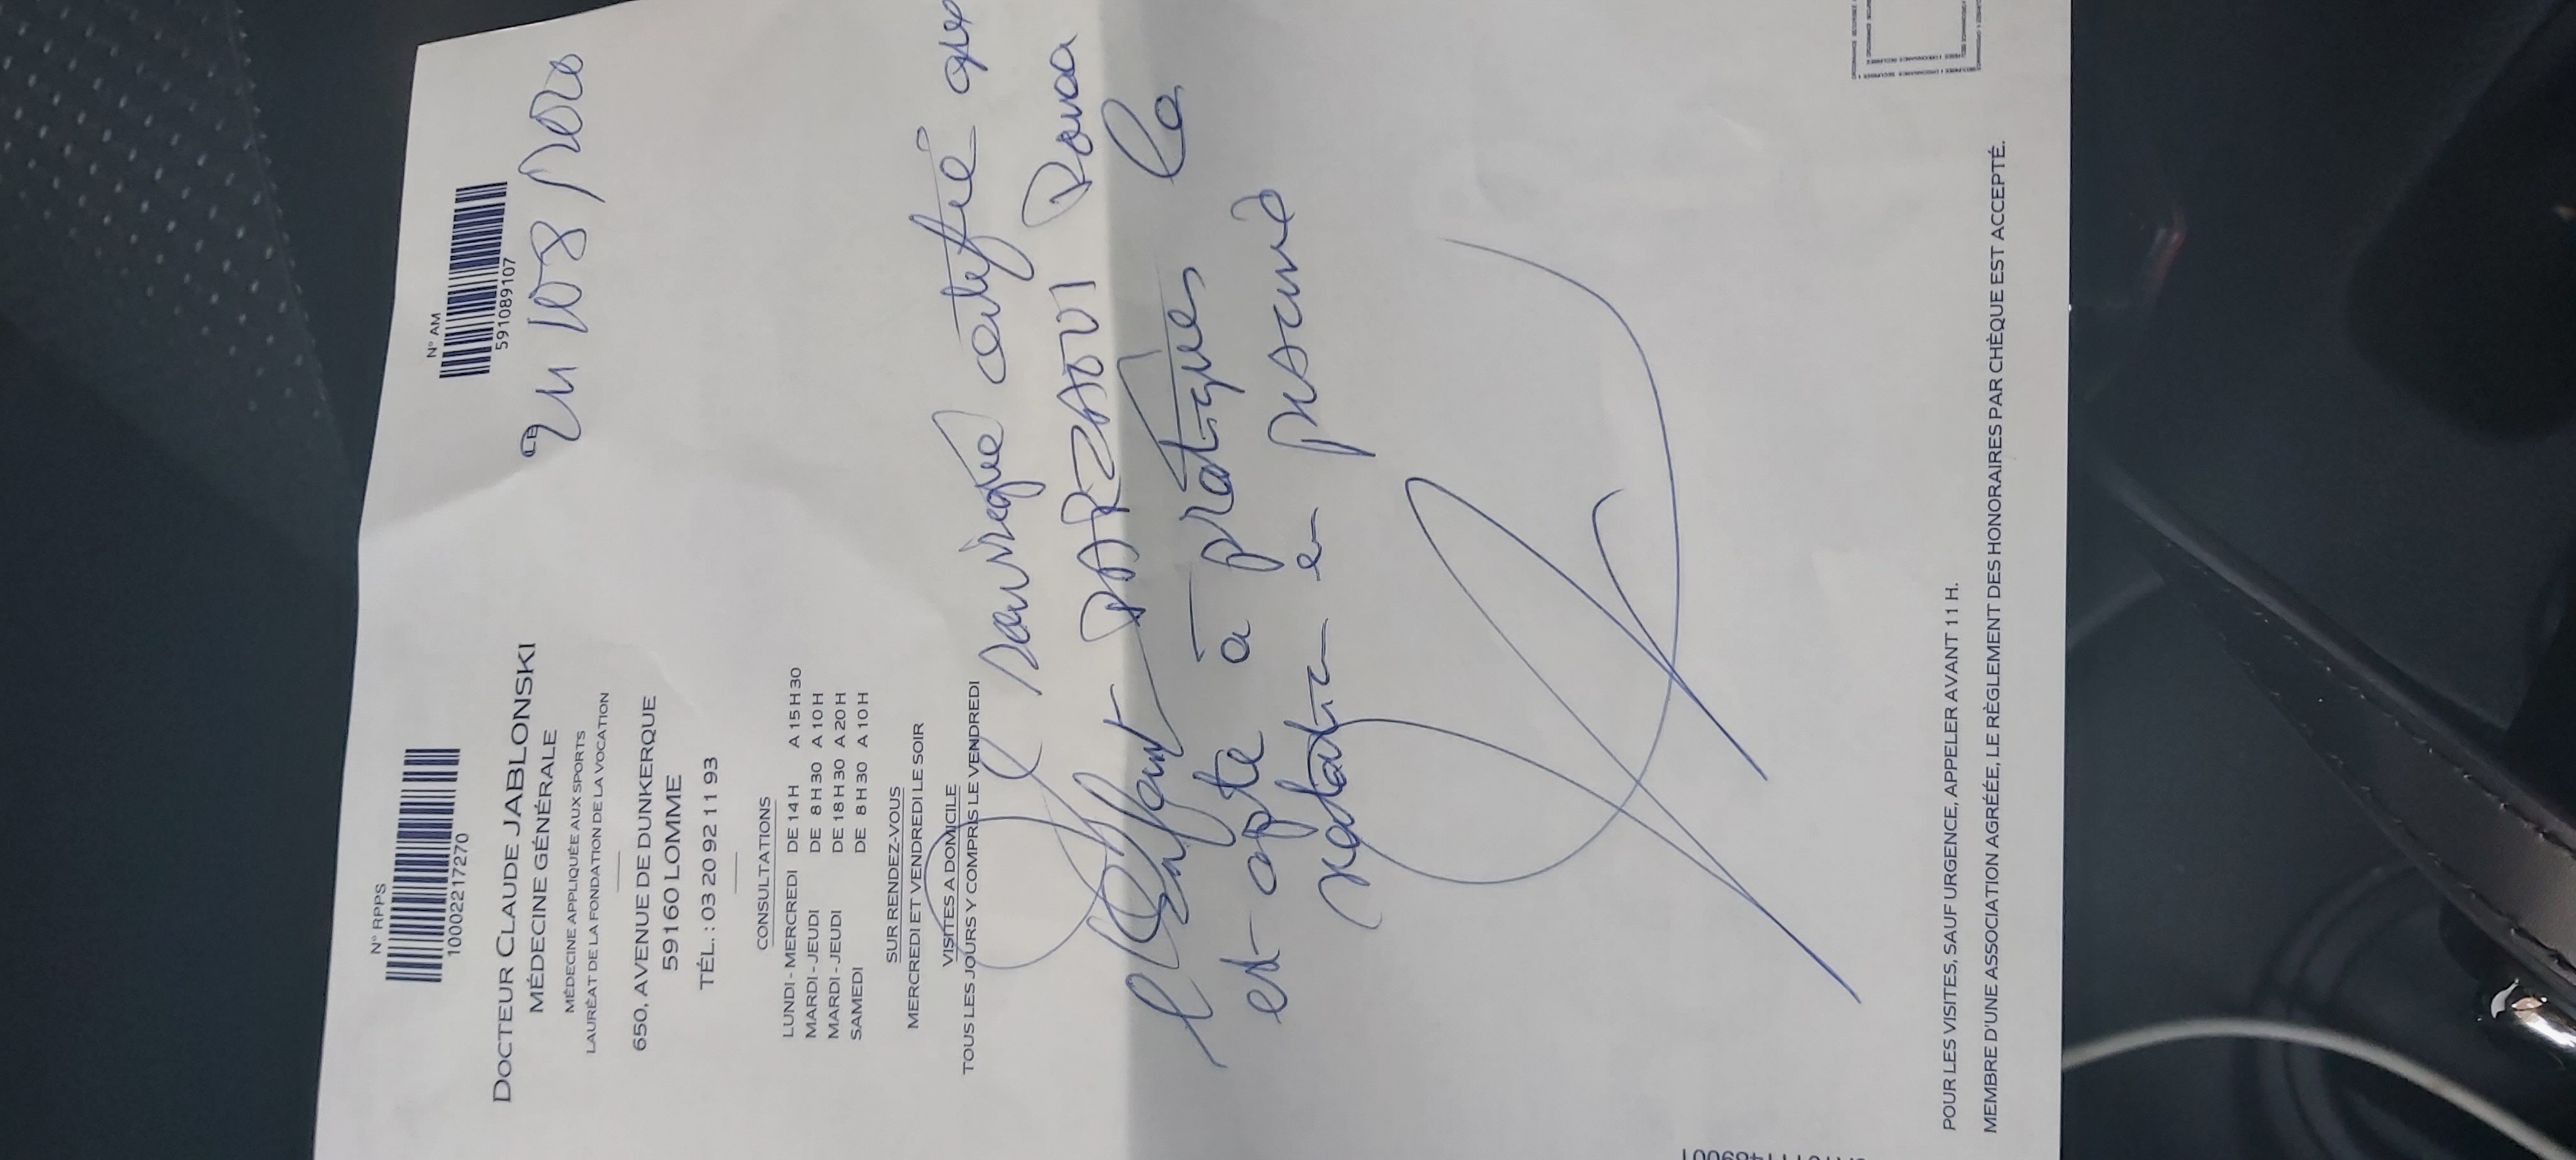 N° RPPS
10002217270
N° AM
591089107
DOCTEUR CLAUDE JABLONSKI
MÉDECINE GÉNÉRALE
MÉDECINE APPLIQUÉE AUX SPORTS
LAURÉAT DE LA FONDATION DE LA VOCATION
650, AVENUE DE DUNKERQUE
59160 LOMME
TÉL. : 03 20 92 11 93
LE
CONSULTATIONS
LUNDI - MERCREDI DE 14 H A 15 H 30
MARDI - JEUDI DE 8 H 30 A 10 H
MARDI - JEUDI DE 18 H 30 A 20 H
SAMEDI DE 8 H 30 A 10 H
SUR RENDEZ-VOUS
MERCREDI ET VENDREDI LE SOIR
VISITES A DOMICILE
TOUS LES JOURS Y COMPRIS LE VENDREDI
soussigné certifie que
l'enfant DARZAOUI
est apte à pratiquer la
natation
POUR LES VISITES, SAUF URGENCE, APPELER AVANT 11 H.
MEMBRE D'UNE ASSOCIATION AGRÉÉE, LE RÈGLEMENT DES HONORAIRES PAR CHÈQUE EST ACCEPTÉ.